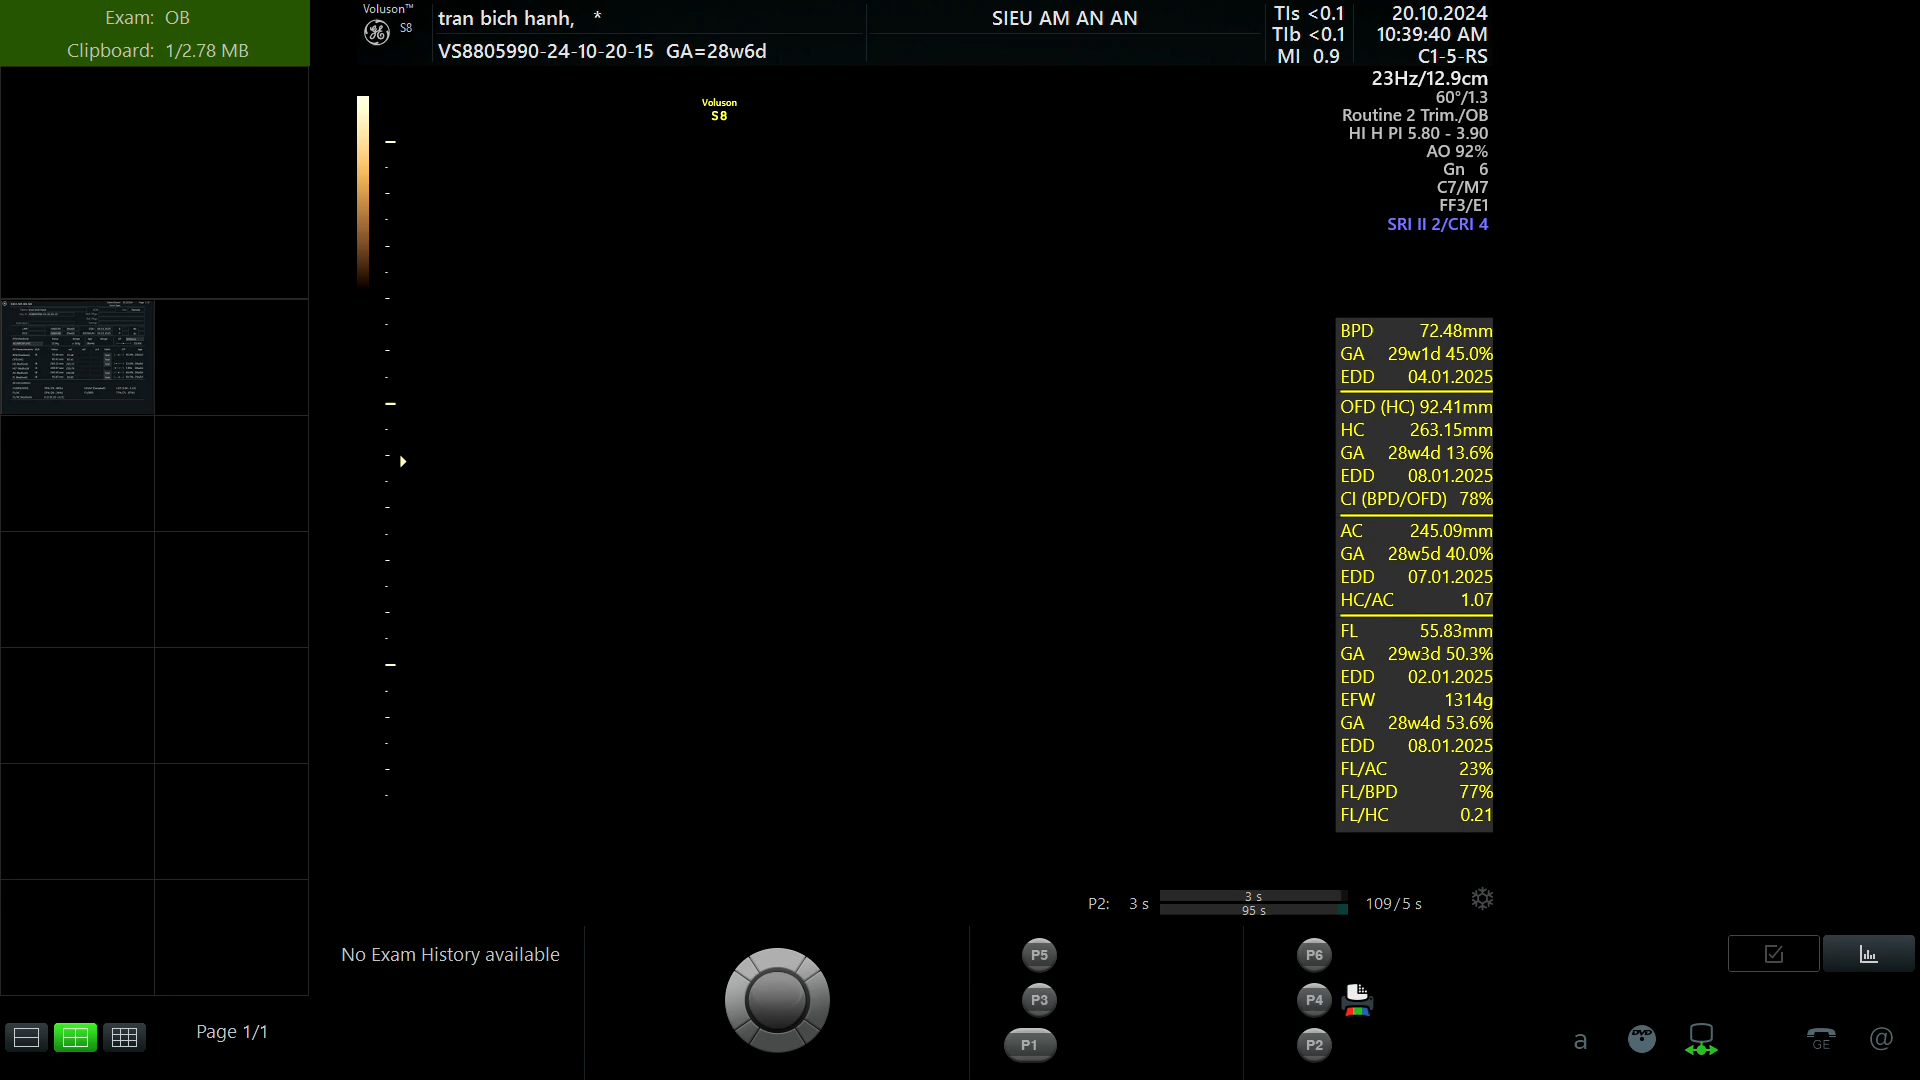 Exam: OB
Clipboard: 1/2.78 MB
Voluson™
S8
tran bich hanh, *
VS8805990-24-10-20-15 GA=28w6d
SIEU AM AN AN
TIs <0.1
TIb <0.1
MI 0.9
20.10.2024
10:39:40 AM
C1-5-RS
23Hz/12.9cm
60°/1.3
Routine 2 Trim./OB
HI H PI 5.80 - 3.90
AO 92%
Gn 6
C7/M7
FF3/E1
SRI II 2/CRI 4
Voluson
S8
BPD 72.48mm
GA 29w1d 45.0%
EDD 04.01.2025
OFD (HC) 92.41mm
HC 263.15mm
GA 28w4d 13.6%
EDD 08.01.2025
CI (BPD/OFD) 78%
AC 245.09mm
GA 28w5d 40.0%
EDD 07.01.2025
HC/AC 1.07
FL 55.83mm
GA 29w3d 50.3%
EDD 02.01.2025
EFW 1314g
GA 28w4d 53.6%
EDD 08.01.2025
FL/AC 23%
FL/BPD 77%
FL/HC 0.21
P2: 3 s
3 s
95 s
109/5 s
No Exam History available
P5
P3
P1
P6
P4
P2
Page 1/1
a
DVD
GE
@